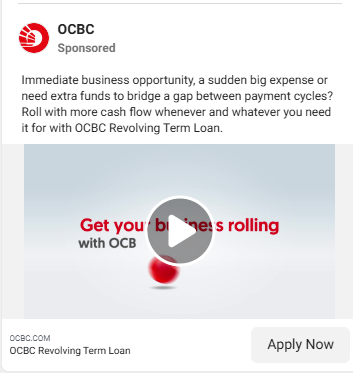 OCBC
Sponsored
Immediate business opportunity, a sudden big expense or
need extra funds to bridge a gap between payment cycles?
Roll with more cash flow whenever and whatever you need
it for with OCBC Revolving Term Loan.
Get your business rolling
with OCB
OCBC.COM
OCBC Revolving Term Loan
Apply Now